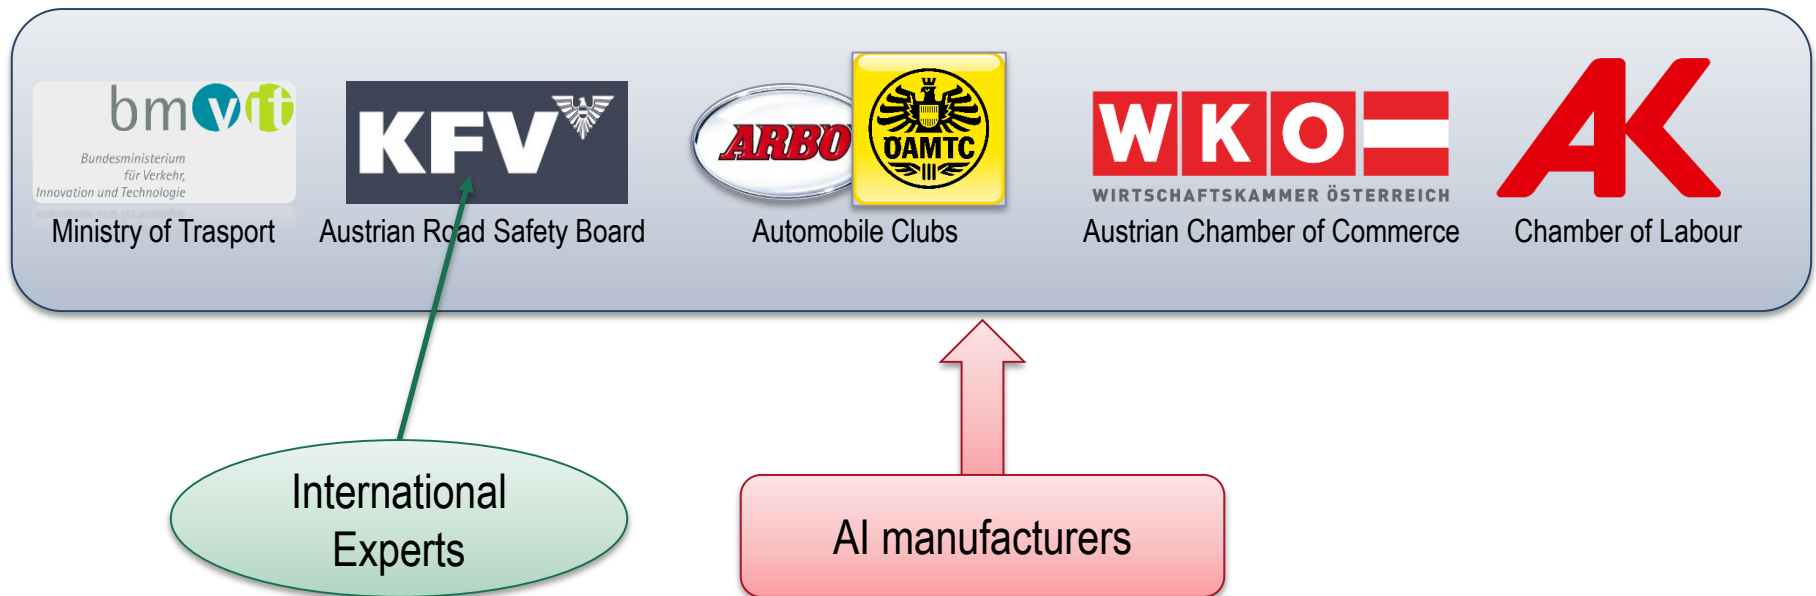 bmvit
Bundesministerium
für Verkehr,
Innovation und Technologie
Ministry of Trasport
KFV
Austrian Road Safety Board
ARBO
ÖAMTC
Automobile Clubs
WKO
WIRTSCHAFTSKAMMER ÖSTERREICH
Austrian Chamber of Commerce
AK
Chamber of Labour
International
Experts
AI manufacturers